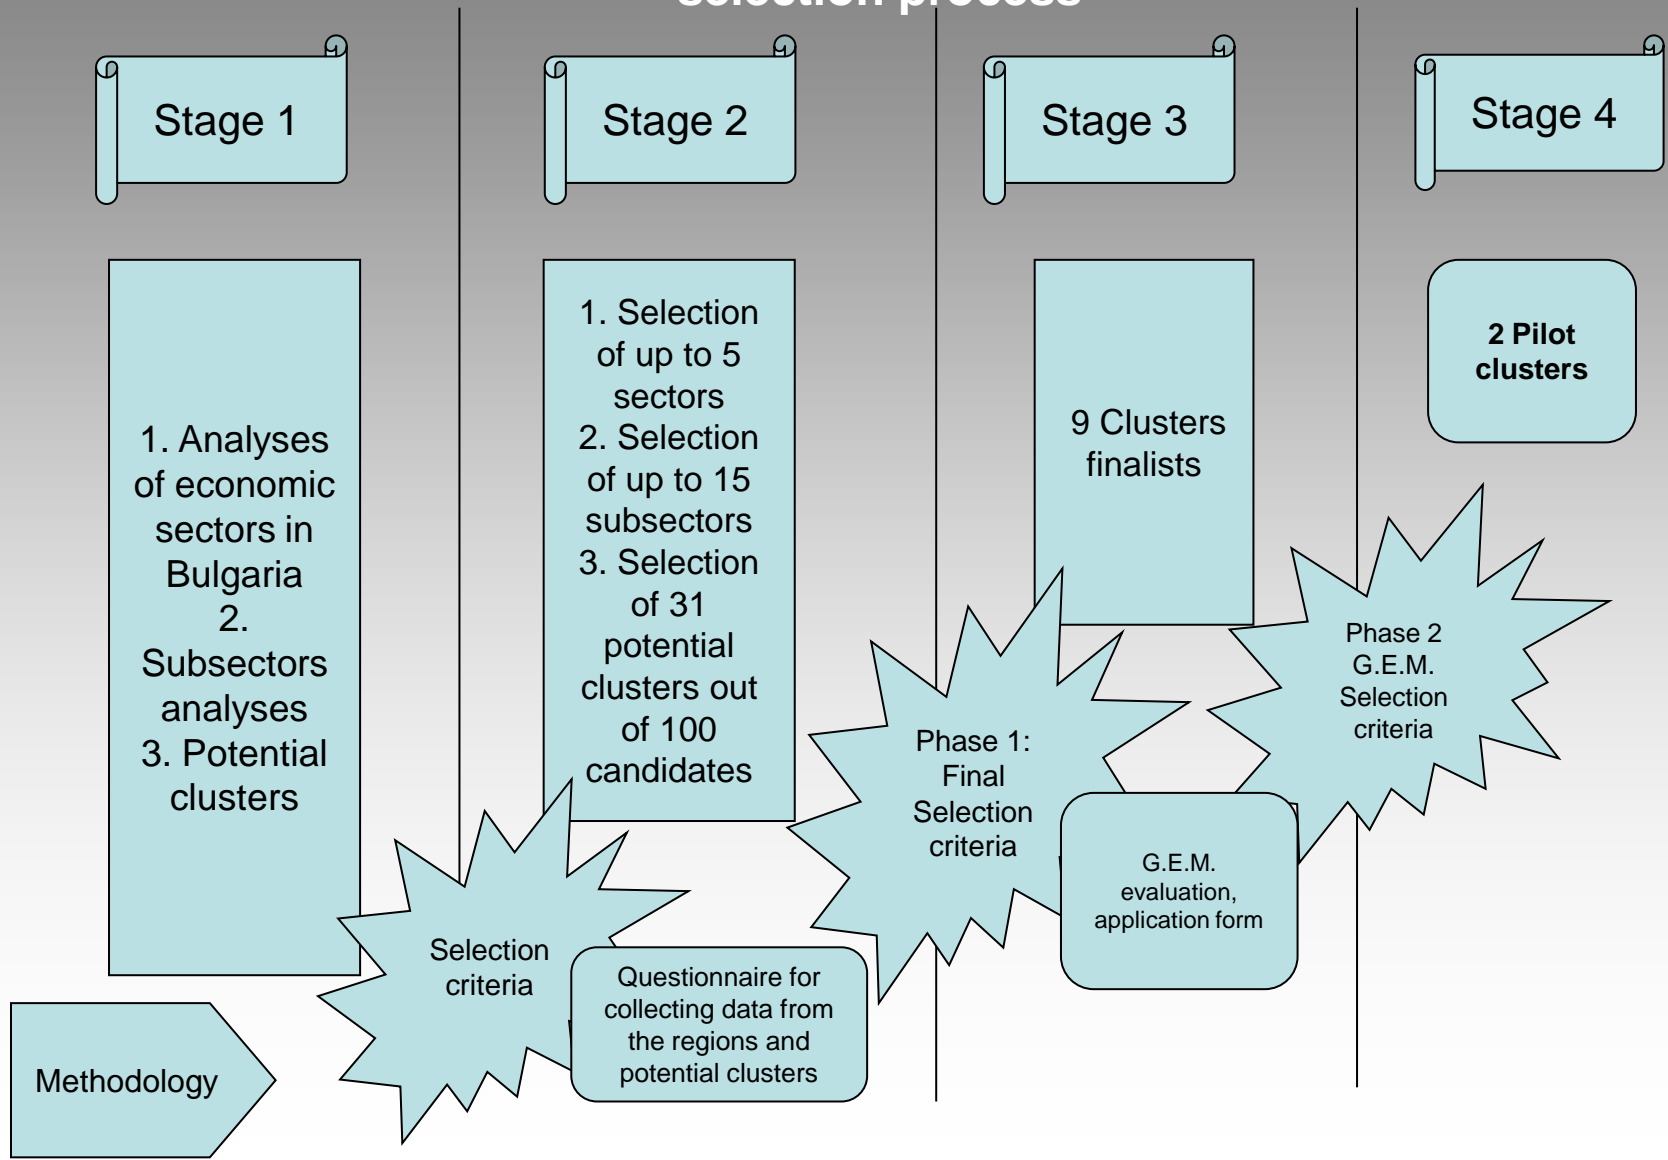 selection process
Stage 1
Stage 2
Stage 3
Stage 4
1. Analyses
of economic
sectors in
Bulgaria
2.
Subsectors
analyses
3. Potential
clusters
1. Selection
of up to 5
sectors
2. Selection
of up to 15
subsectors
3. Selection
of 31
potential
clusters out
of 100
candidates
9 Clusters
finalists
2 Pilot
clusters
Selection
criteria
Questionnaire for
collecting data from
the regions and
potential clusters
Phase 1:
Final
Selection
criteria
G.E.M.
evaluation,
application form
Phase 2
G.E.M.
Selection
criteria
Methodology